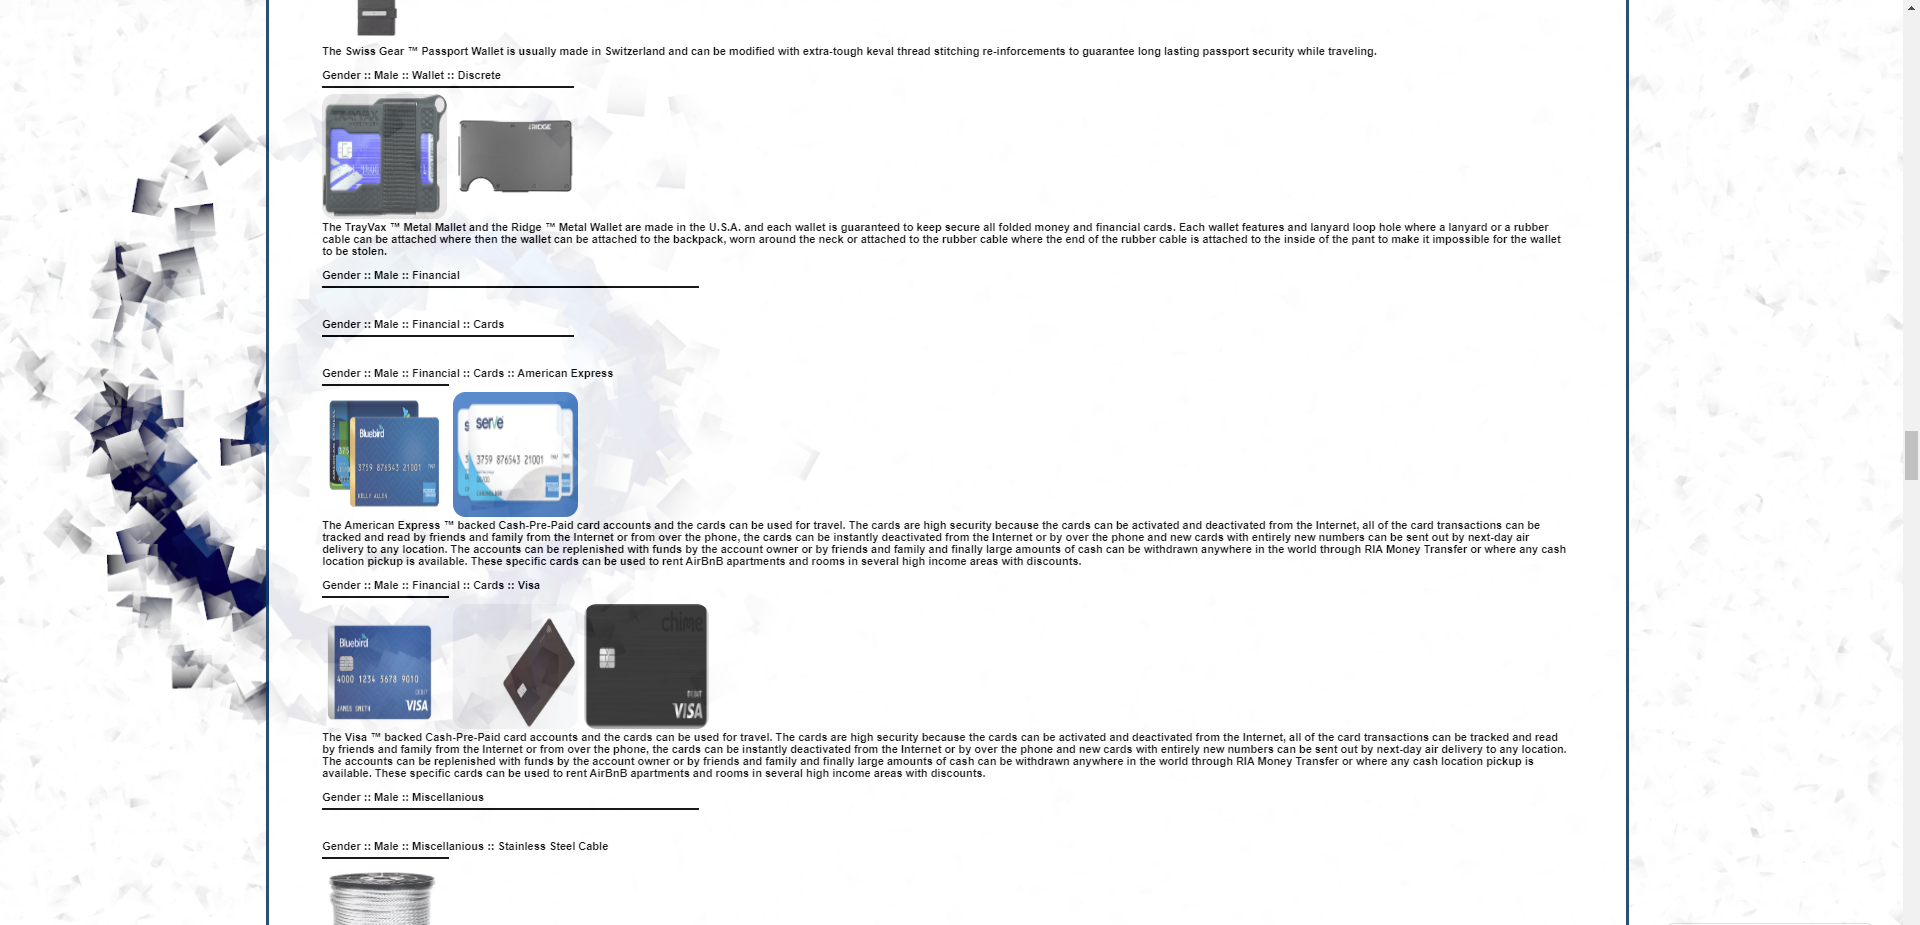 The Swiss Gear ™ Passport Wallet is usually made in Switzerland and can be modified with extra-tough keval thread stitching re-inforcements to guarantee long lasting passport security while traveling.
Gender :: Male :: Wallet :: Discrete
RIDGE
The TrayVax ™ Metal Mallet and the Ridge ™ Metal Wallet are made in the U.S.A. and each wallet is guaranteed to keep secure all folded money and financial cards. Each wallet features and lanyard loop hole where a lanyard or a rubber
cable can be attached where then the wallet can be attached to the backpack, worn around the neck or attached to the rubber cable where the end of the rubber cable is attached to the inside of the pant to make it impossible for the wallet
to be stolen.
Gender :: Male :: Financial
Gender :: Male :: Financial :: Cards
Gender :: Male :: Financial :: Cards :: American Express
Bluebird
3759 876543 21001
KELLY ALLEN
serve
3759 876543 21001
The American Express ™ backed Cash-Pre-Paid card accounts and the cards can be used for travel. The cards are high security because the cards can be activated and deactivated from the Internet, all of the card transactions can be
tracked and read by friends and family from the Internet or from over the phone, the cards can be instantly deactivated from the Internet or by over the phone and new cards with entirely new numbers can be sent out by next-day air
delivery to any location. The accounts can be replenished with funds by the account owner or by friends and family and finally large amounts of cash can be withdrawn anywhere in the world through RIA Money Transfer or where any cash
location pickup is available. These specific cards can be used to rent AirBnB apartments and rooms in several high income areas with discounts.
Gender :: Male :: Financial :: Cards :: Visa
Bluebird
4000 1234 5678 9010
DEBIT
JAMES SMITH VISA
chime
DEBIT
VISA
The Visa ™ backed Cash-Pre-Paid card accounts and the cards can be used for travel. The cards are high security because the cards can be activated and deactivated from the Internet, all of the card transactions can be tracked and read
by friends and family from the Internet or from over the phone, the cards can be instantly deactivated from the Internet or by over the phone and new cards with entirely new numbers can be sent out by next-day air delivery to any location.
The accounts can be replenished with funds by the account owner or by friends and family and finally large amounts of cash can be withdrawn anywhere in the world through RIA Money Transfer or where any cash location pickup is
available. These specific cards can be used to rent AirBnB apartments and rooms in several high income areas with discounts.
Gender :: Male :: Miscellanious
Gender :: Male :: Miscellanious :: Stainless Steel Cable